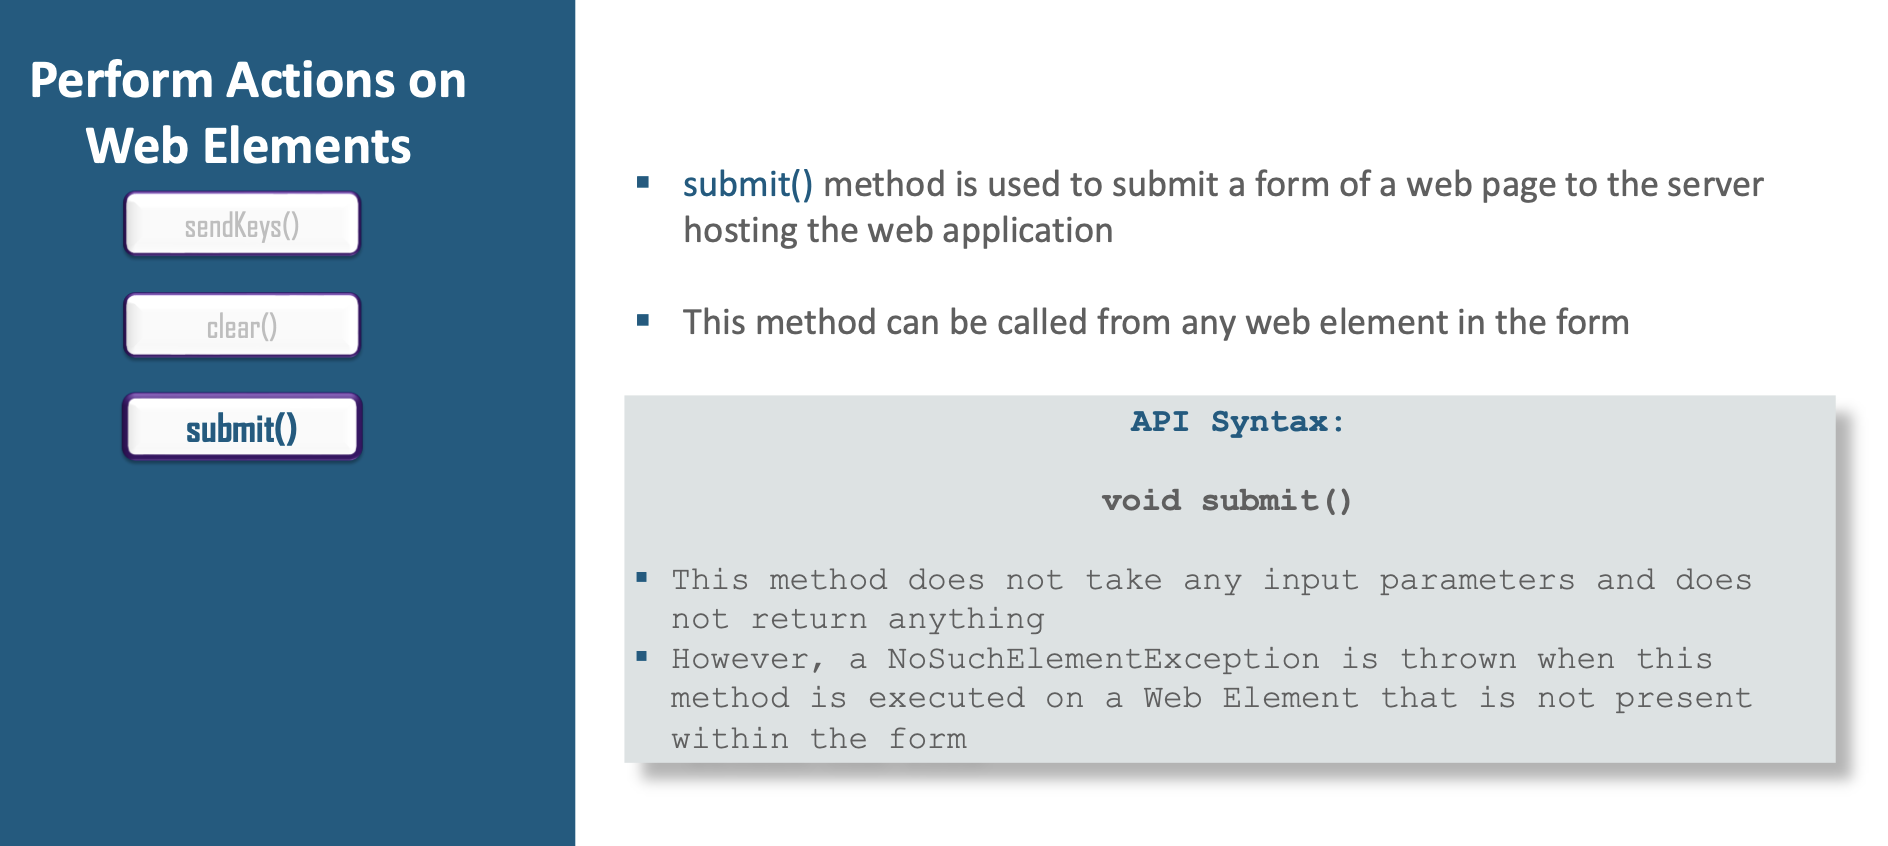 Perform Actions on
Web Elements
sendKeys()
clear()
submit()
▪ submit() method is used to submit a form of a web page to the server
hosting the web application
▪ This method can be called from any web element in the form
API Syntax:
void submit()
▪ This method does not take any input parameters and does
not return anything
▪ However, a NoSuchElementException is thrown when this
method is executed on a Web Element that is not present
within the form